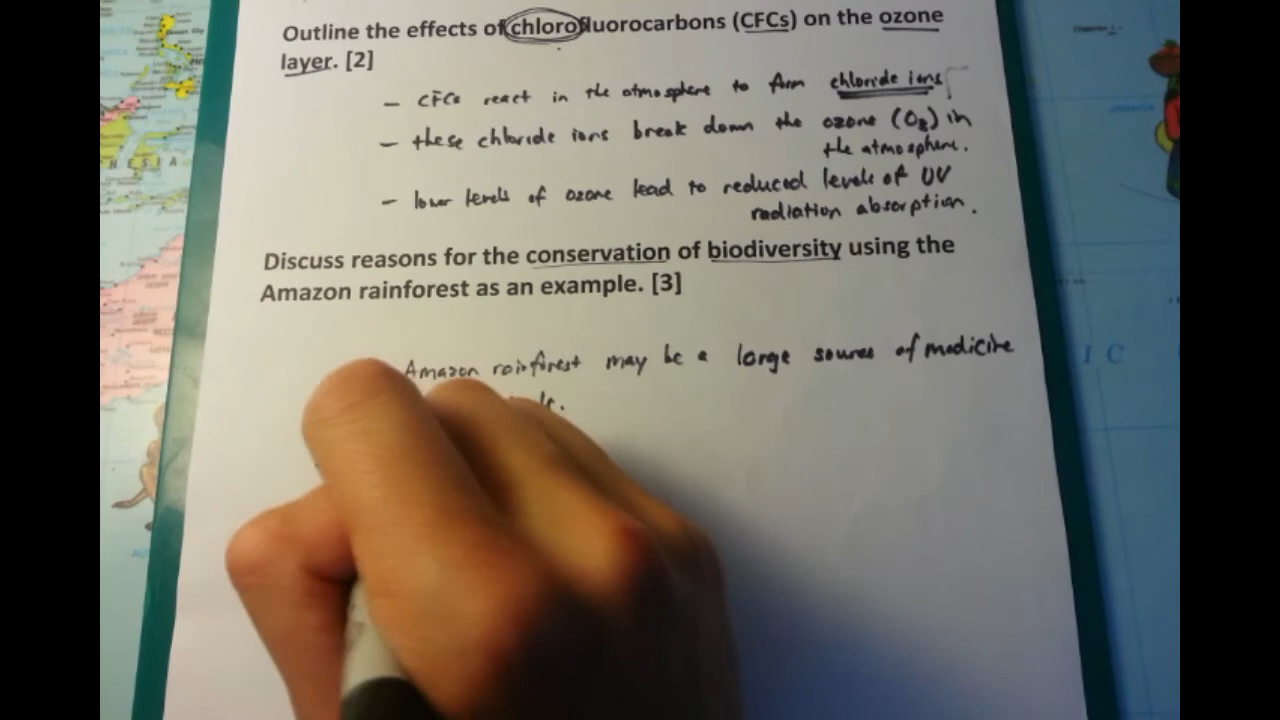 Outline the effects of chlorofluorocarbons (CFCs) on the ozone
layer. [2]
- CFCs react in the atmosphere to form chloride ions
- these chloride ions break down the ozone (O3) in
the atmosphere.
- lower levels of ozone lead to reduced levels of UV
radiation absorption.
Discuss reasons for the conservation of biodiversity using the
Amazon rainforest as an example. [3]
Amazon rainforest may be a large source of medicine
I C
N E S I A